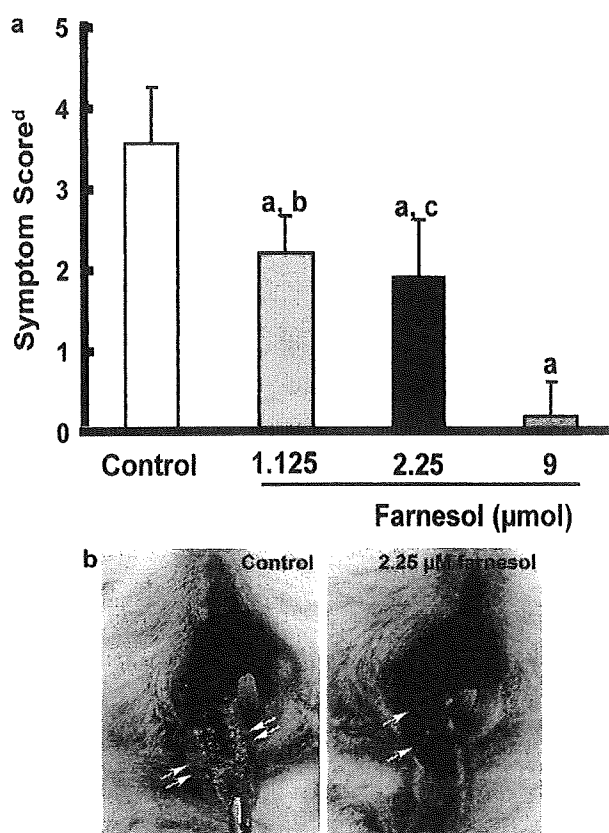 a
5
4
3
2
1
0
Symptom Score^d
a, b
a, c
a
Control
1.125
2.25
9
Farnesol (µmol)
b
Control
2.25 µM farnesol